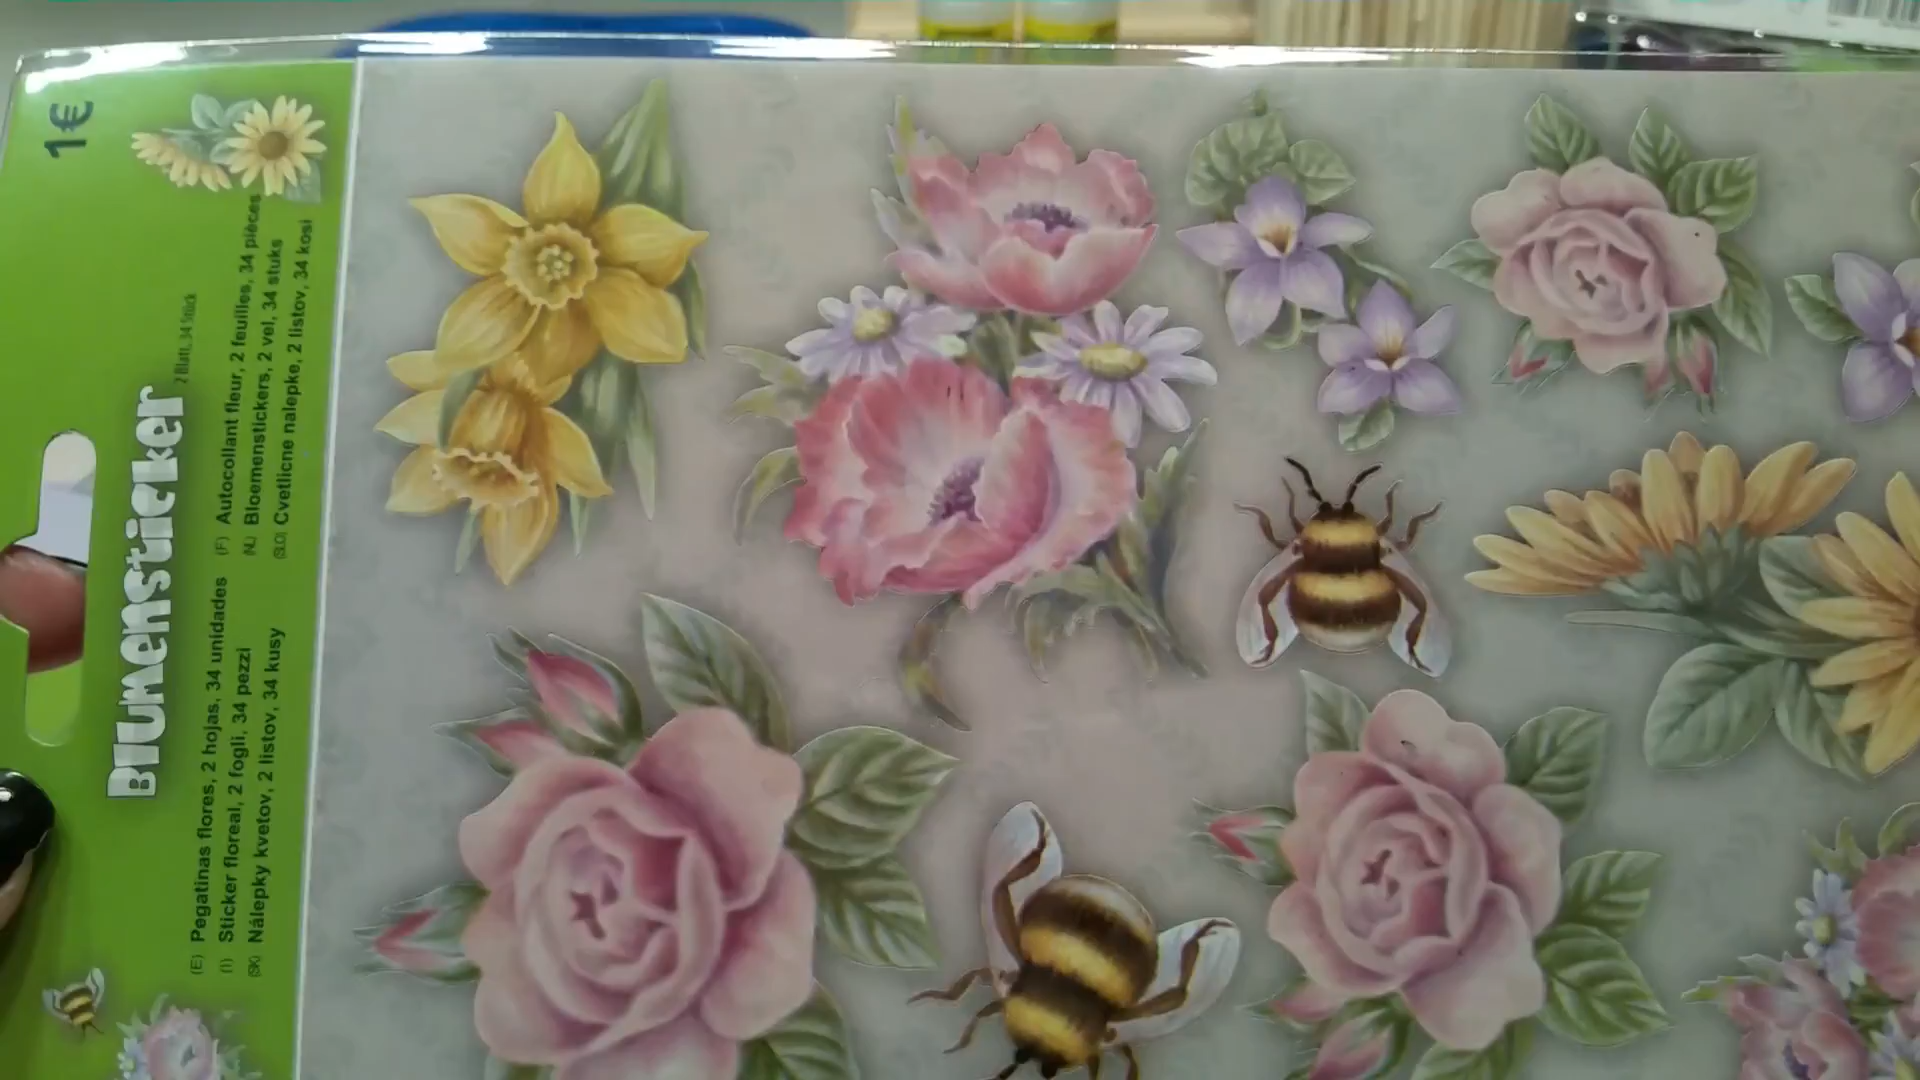 1€
Blumensticker
2 Blatt, 34 Stück
(E) Pegatinas flores, 2 hojas, 34 unidades
(I) Sticker floreal, 2 fogli, 34 pezzi
(SK) Nálepky kvetov, 2 listov, 34 kusy
(F) Autocollant fleur, 2 feuilles, 34 pièces
(NL) Bloemenstickers, 2 vel, 34 stuks
(SLO) Cvetlicne nalepke, 2 listov, 34 kosi